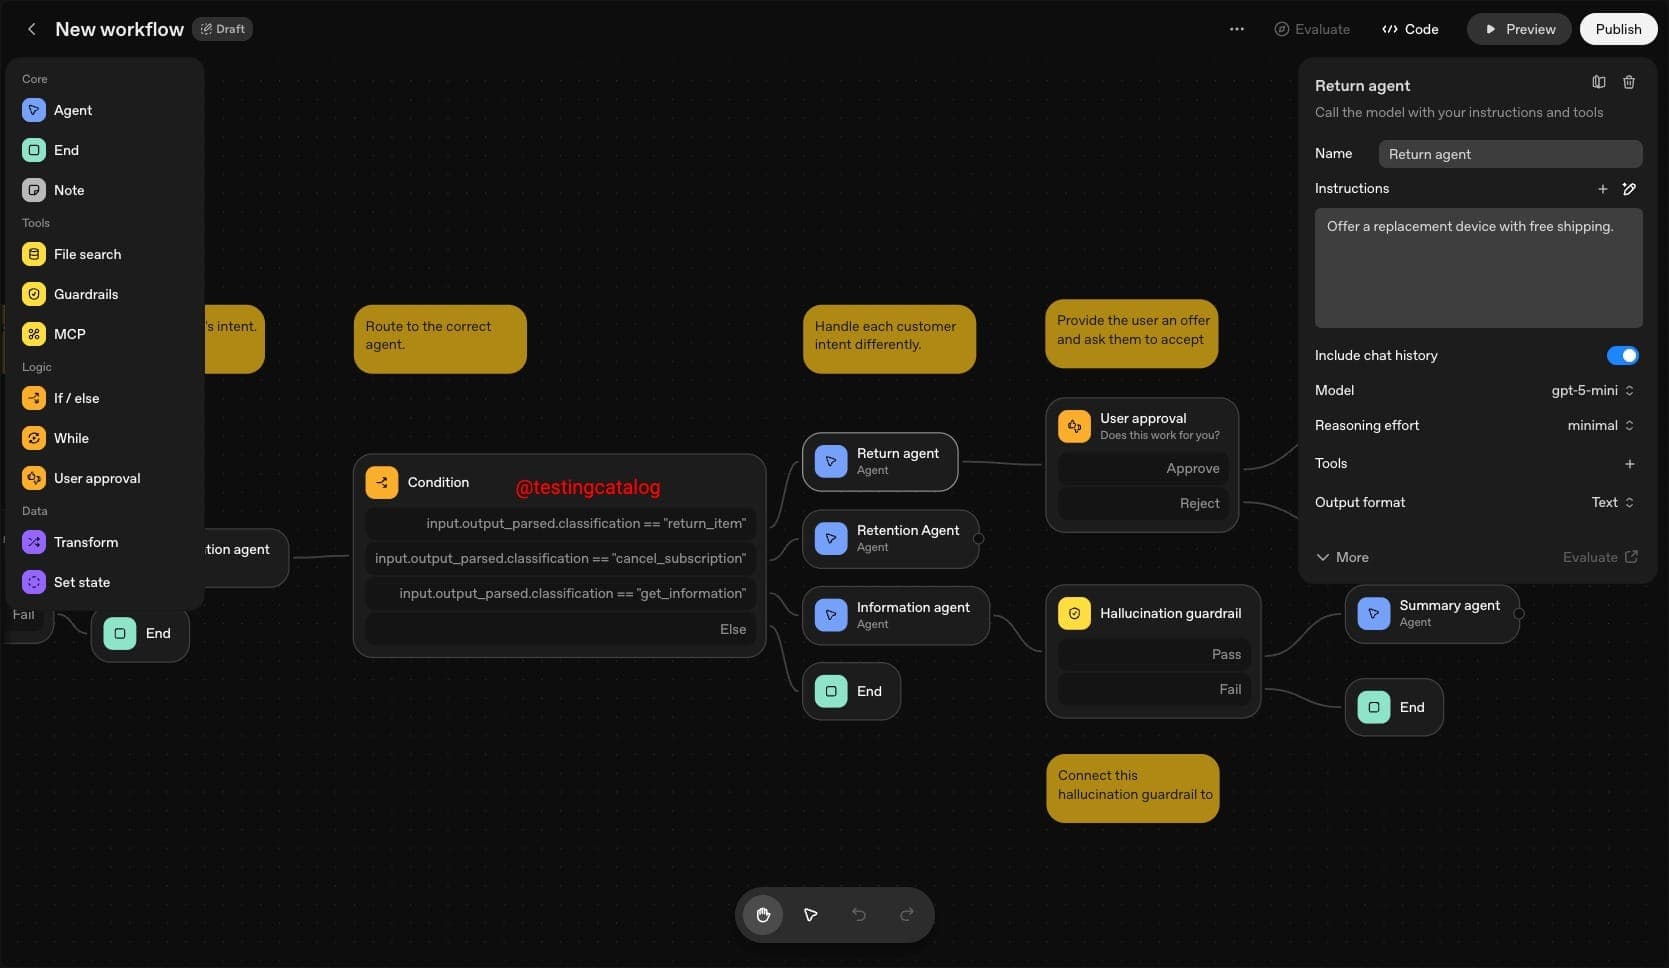 New workflow
Draft
Evaluate
Code
Preview
Publish
Core
Agent
End
Note
Tools
File search
Guardrails
MCP
Logic
If / else
While
User approval
Data
Transform
Set state
's intent.
tion agent
Fail
End
Route to the correct
agent.
Condition
@testingcatalog
input.output_parsed.classification == "return_item"
input.output_parsed.classification == "cancel_subscription"
input.output_parsed.classification == "get_information"
Else
Handle each customer
intent differently.
Return agent
Agent
Retention Agent
Agent
Information agent
Agent
End
Provide the user an offer
and ask them to accept
User approval
Does this work for you?
Approve
Reject
Hallucination guardrail
Pass
Fail
Connect this
hallucination guardrail to
Summary agent
Agent
End
Return agent
Call the model with your instructions and tools
Name
Return agent
Instructions
Offer a replacement device with free shipping.
Include chat history
Model
gpt-5-mini
Reasoning effort
minimal
Tools
Output format
Text
More
Evaluate